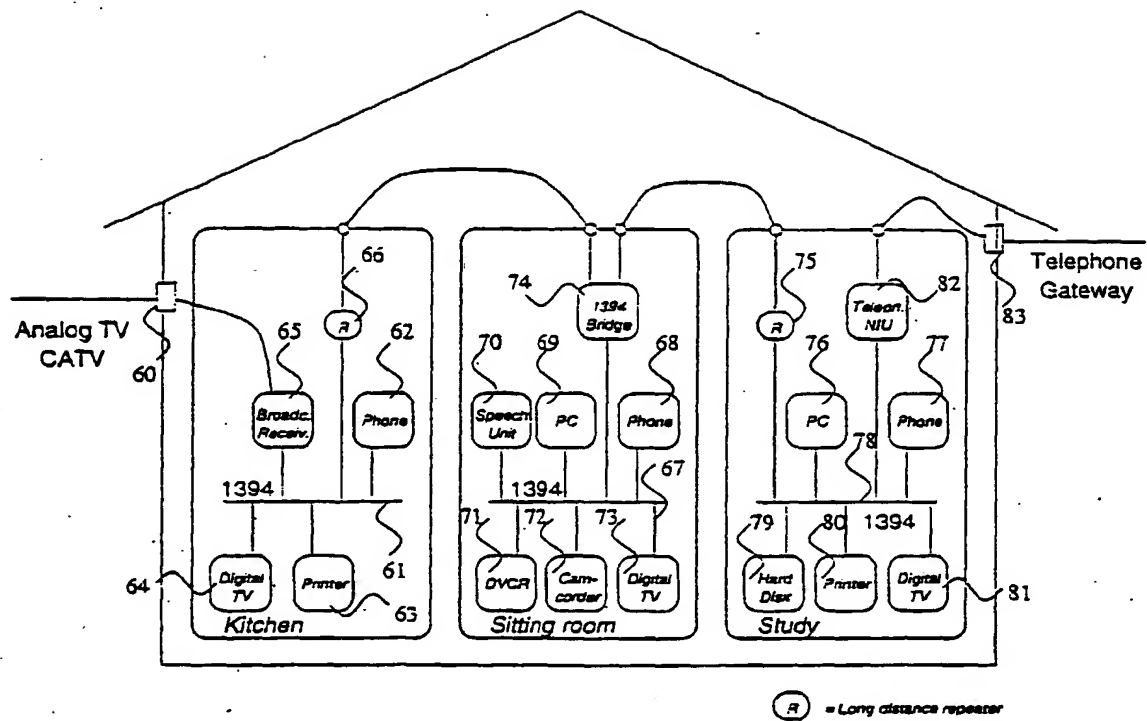 66
74
1394
Bridge
75
82
Telephone
Gateway
83
Analog TV
CATV
60
65
R
62
70
69
68
R
Teleph.
NIU
76
77
Broadc.
Receiv.
Phone
Speech
Unit
PC
Phone
PC
Phone
78
67
1394
1394
71
72
73
79
80
1394
61
64
Digital
TV
Printer
63
DVCR
Cam-
corder
Digital
TV
Hard
Disk
Printer
Digital
TV
81
Kitchen
Sitting room
Study
R = Long distance repeater